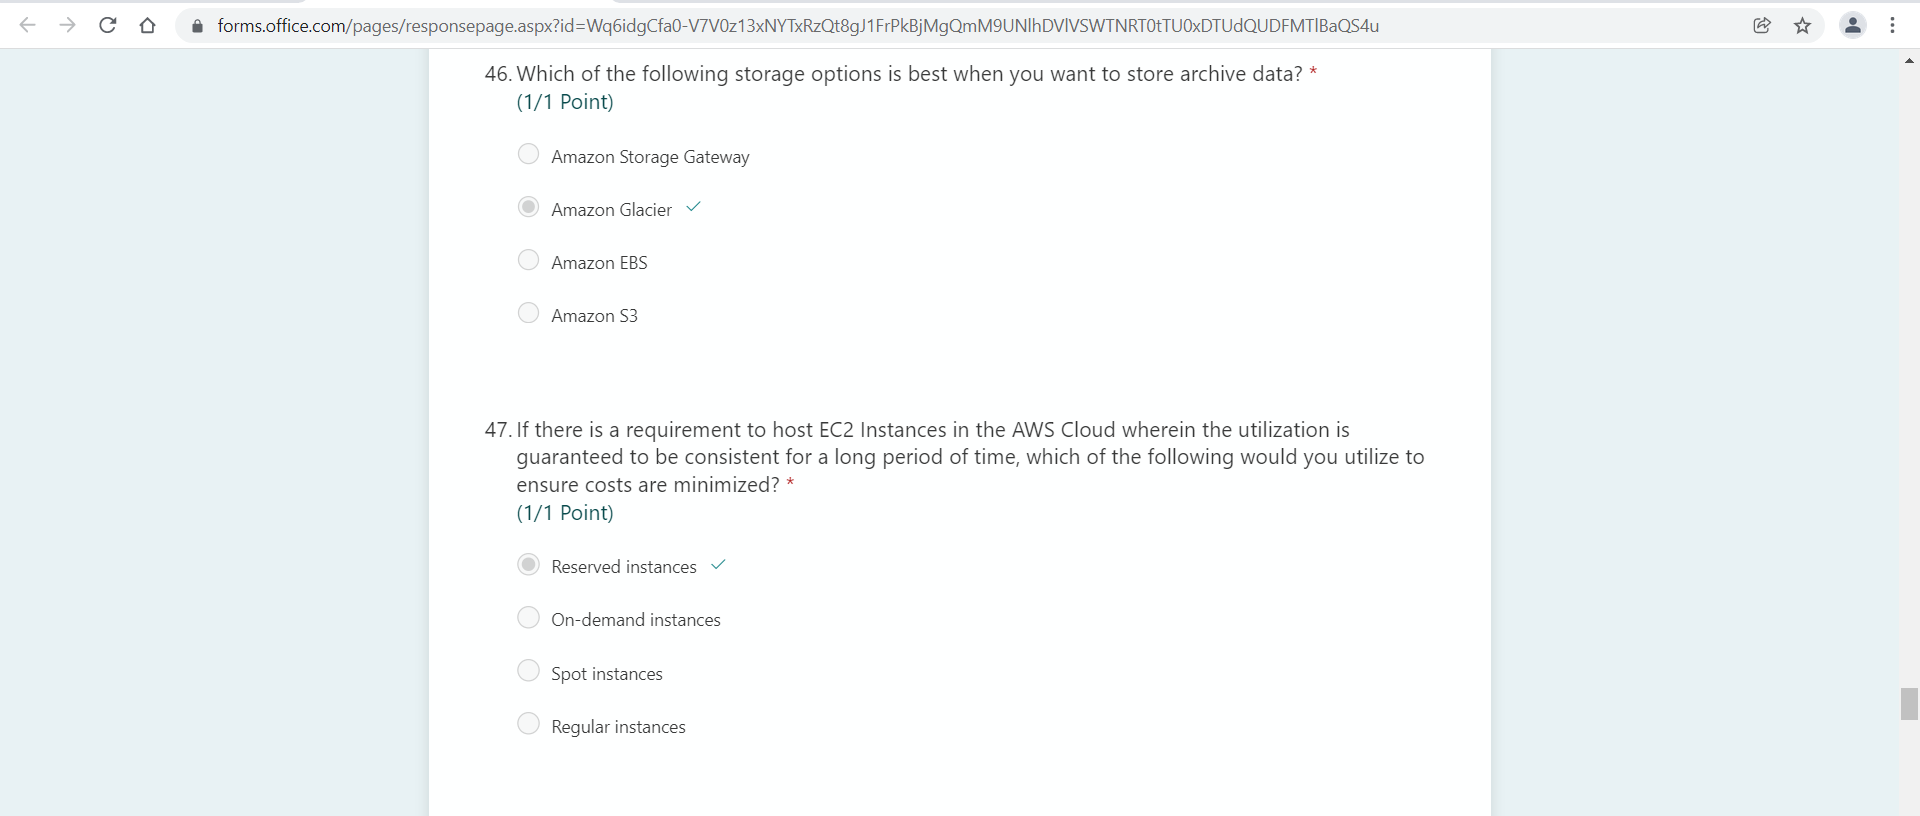 forms.office.com/pages/responsepage.aspx?id=Wq6idgCfa0-V7V0z13xNYTxRzQt8gJ1FrPkBjMgQmM9UNlhDVlVSWTNRT0tTU0xDTUdQUDFMTlBaQS4u
46. Which of the following storage options is best when you want to store archive data? *
(1/1 Point)
Amazon Storage Gateway
Amazon Glacier
Amazon EBS
Amazon S3
47. If there is a requirement to host EC2 Instances in the AWS Cloud wherein the utilization is
guaranteed to be consistent for a long period of time, which of the following would you utilize to
ensure costs are minimized? *
(1/1 Point)
Reserved instances
On-demand instances
Spot instances
Regular instances